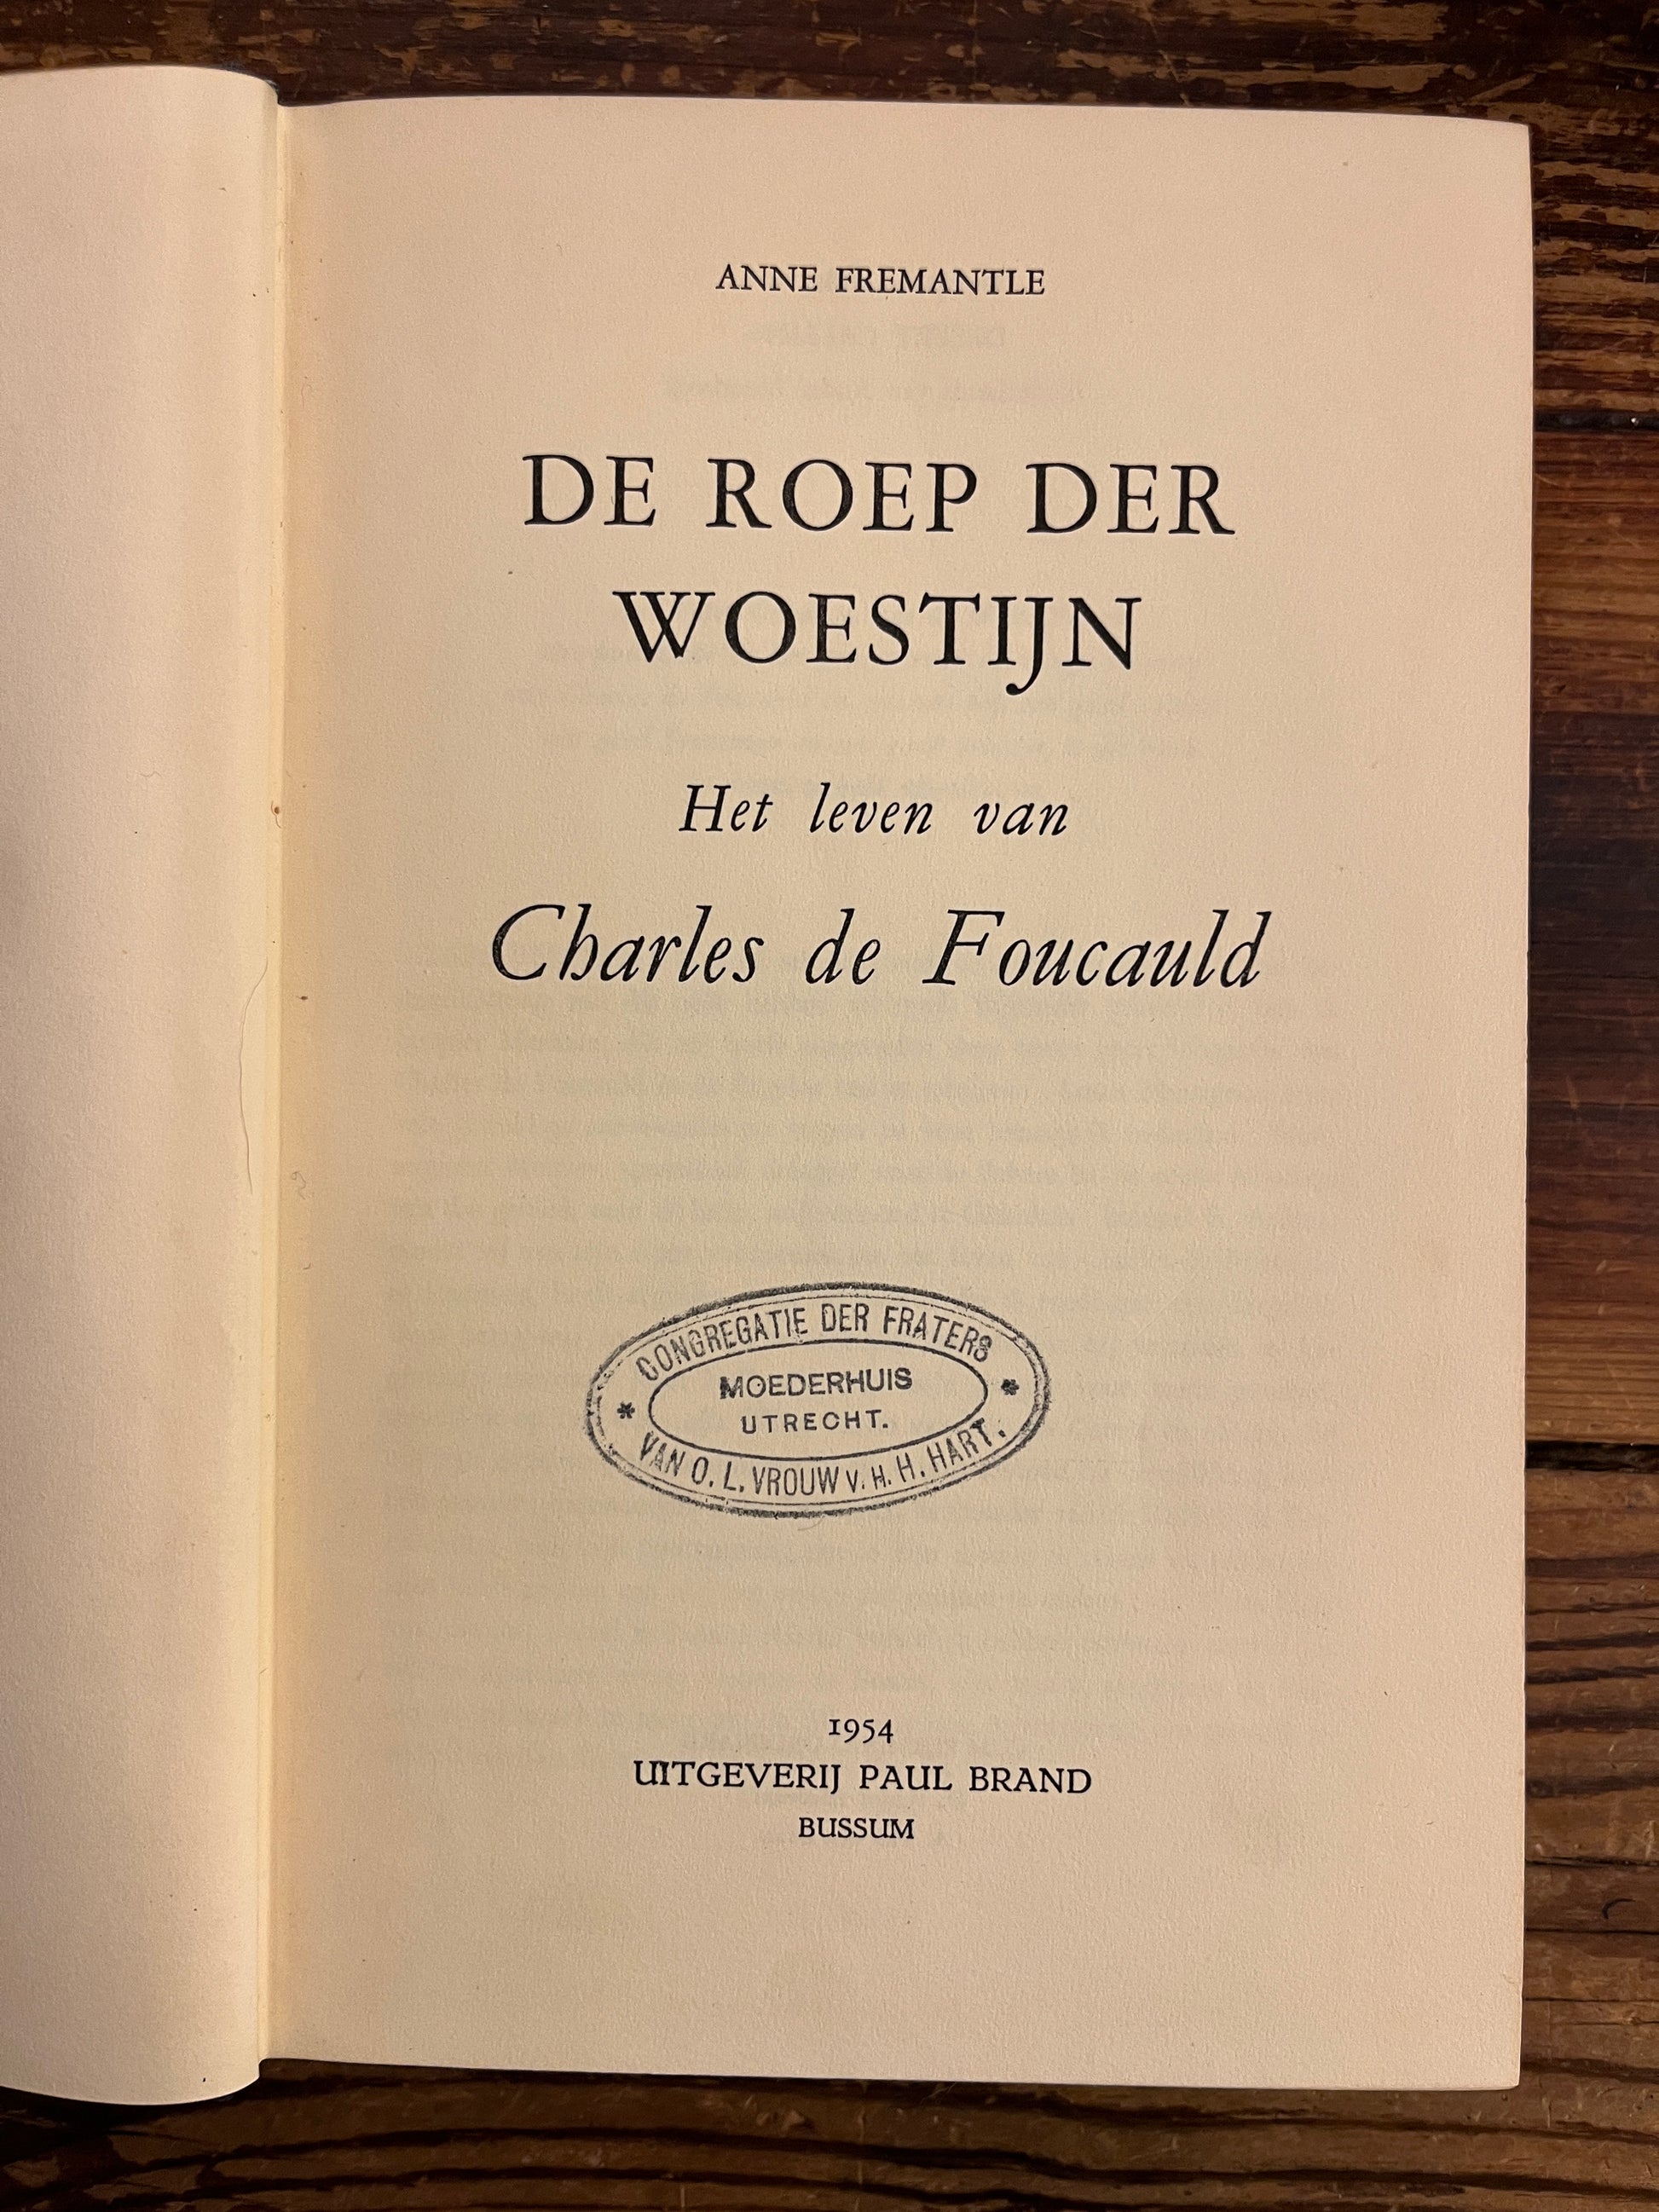 ANNE FREMANTLE
DE ROEP DER
WOESTIJN
Het leven van
Charles de Foucauld
CONGREGATIE DER FRATERS
MOEDERHUIS
UTRECHT.
VAN O. L. VROUW v. H. H. HART.
1954
UITGEVERIJ PAUL BRAND
BUSSUM